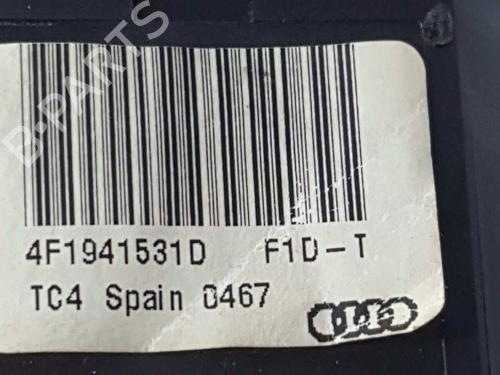 B-PARTS
4F1941531D F1D-T
TC4 Spain 0467